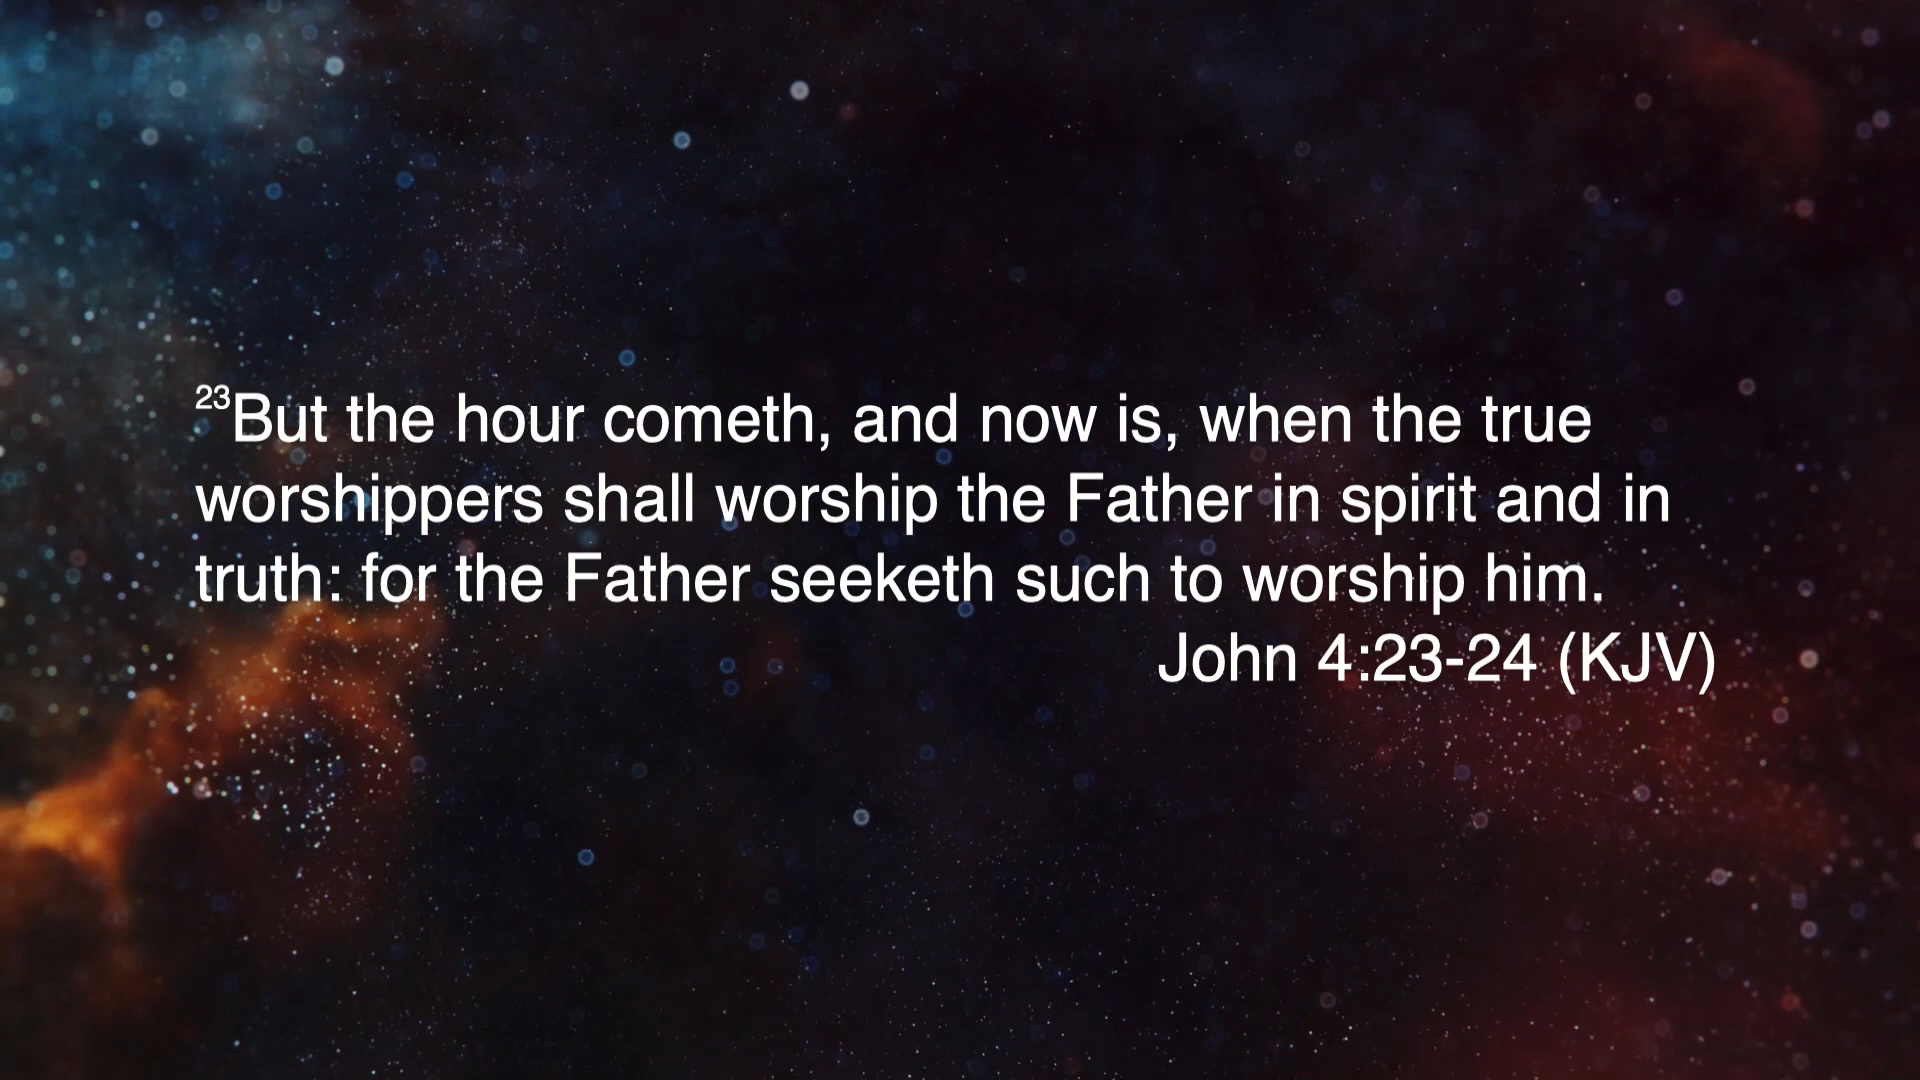 23But the hour cometh, and now is, when the true
worshippers shall worship the Father in spirit and in
truth: for the Father seeketh such to worship him.
John 4:23-24 (KJV)